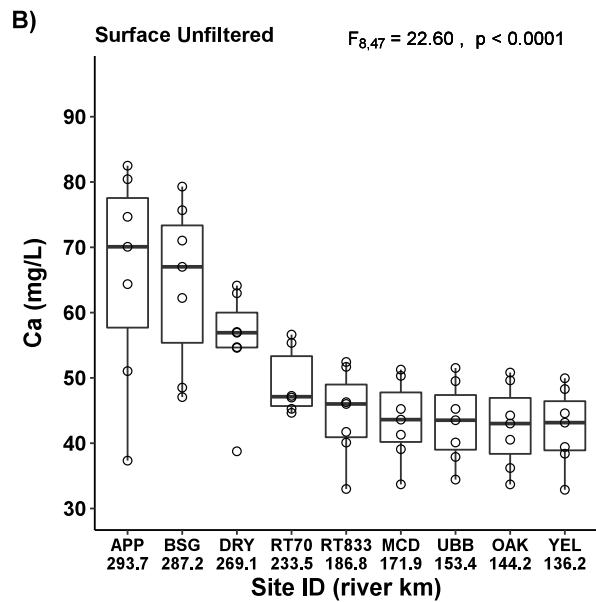 B)
Surface Unfiltered
F8,47 = 22.60 , p < 0.0001
Ca (mg/L)
90
80
70
60
50
40
30
APP BSG DRY RT70 RT833 MCD UBB OAK YEL
293.7 287.2 269.1 233.5 186.8 171.9 153.4 144.2 136.2
Site ID (river km)